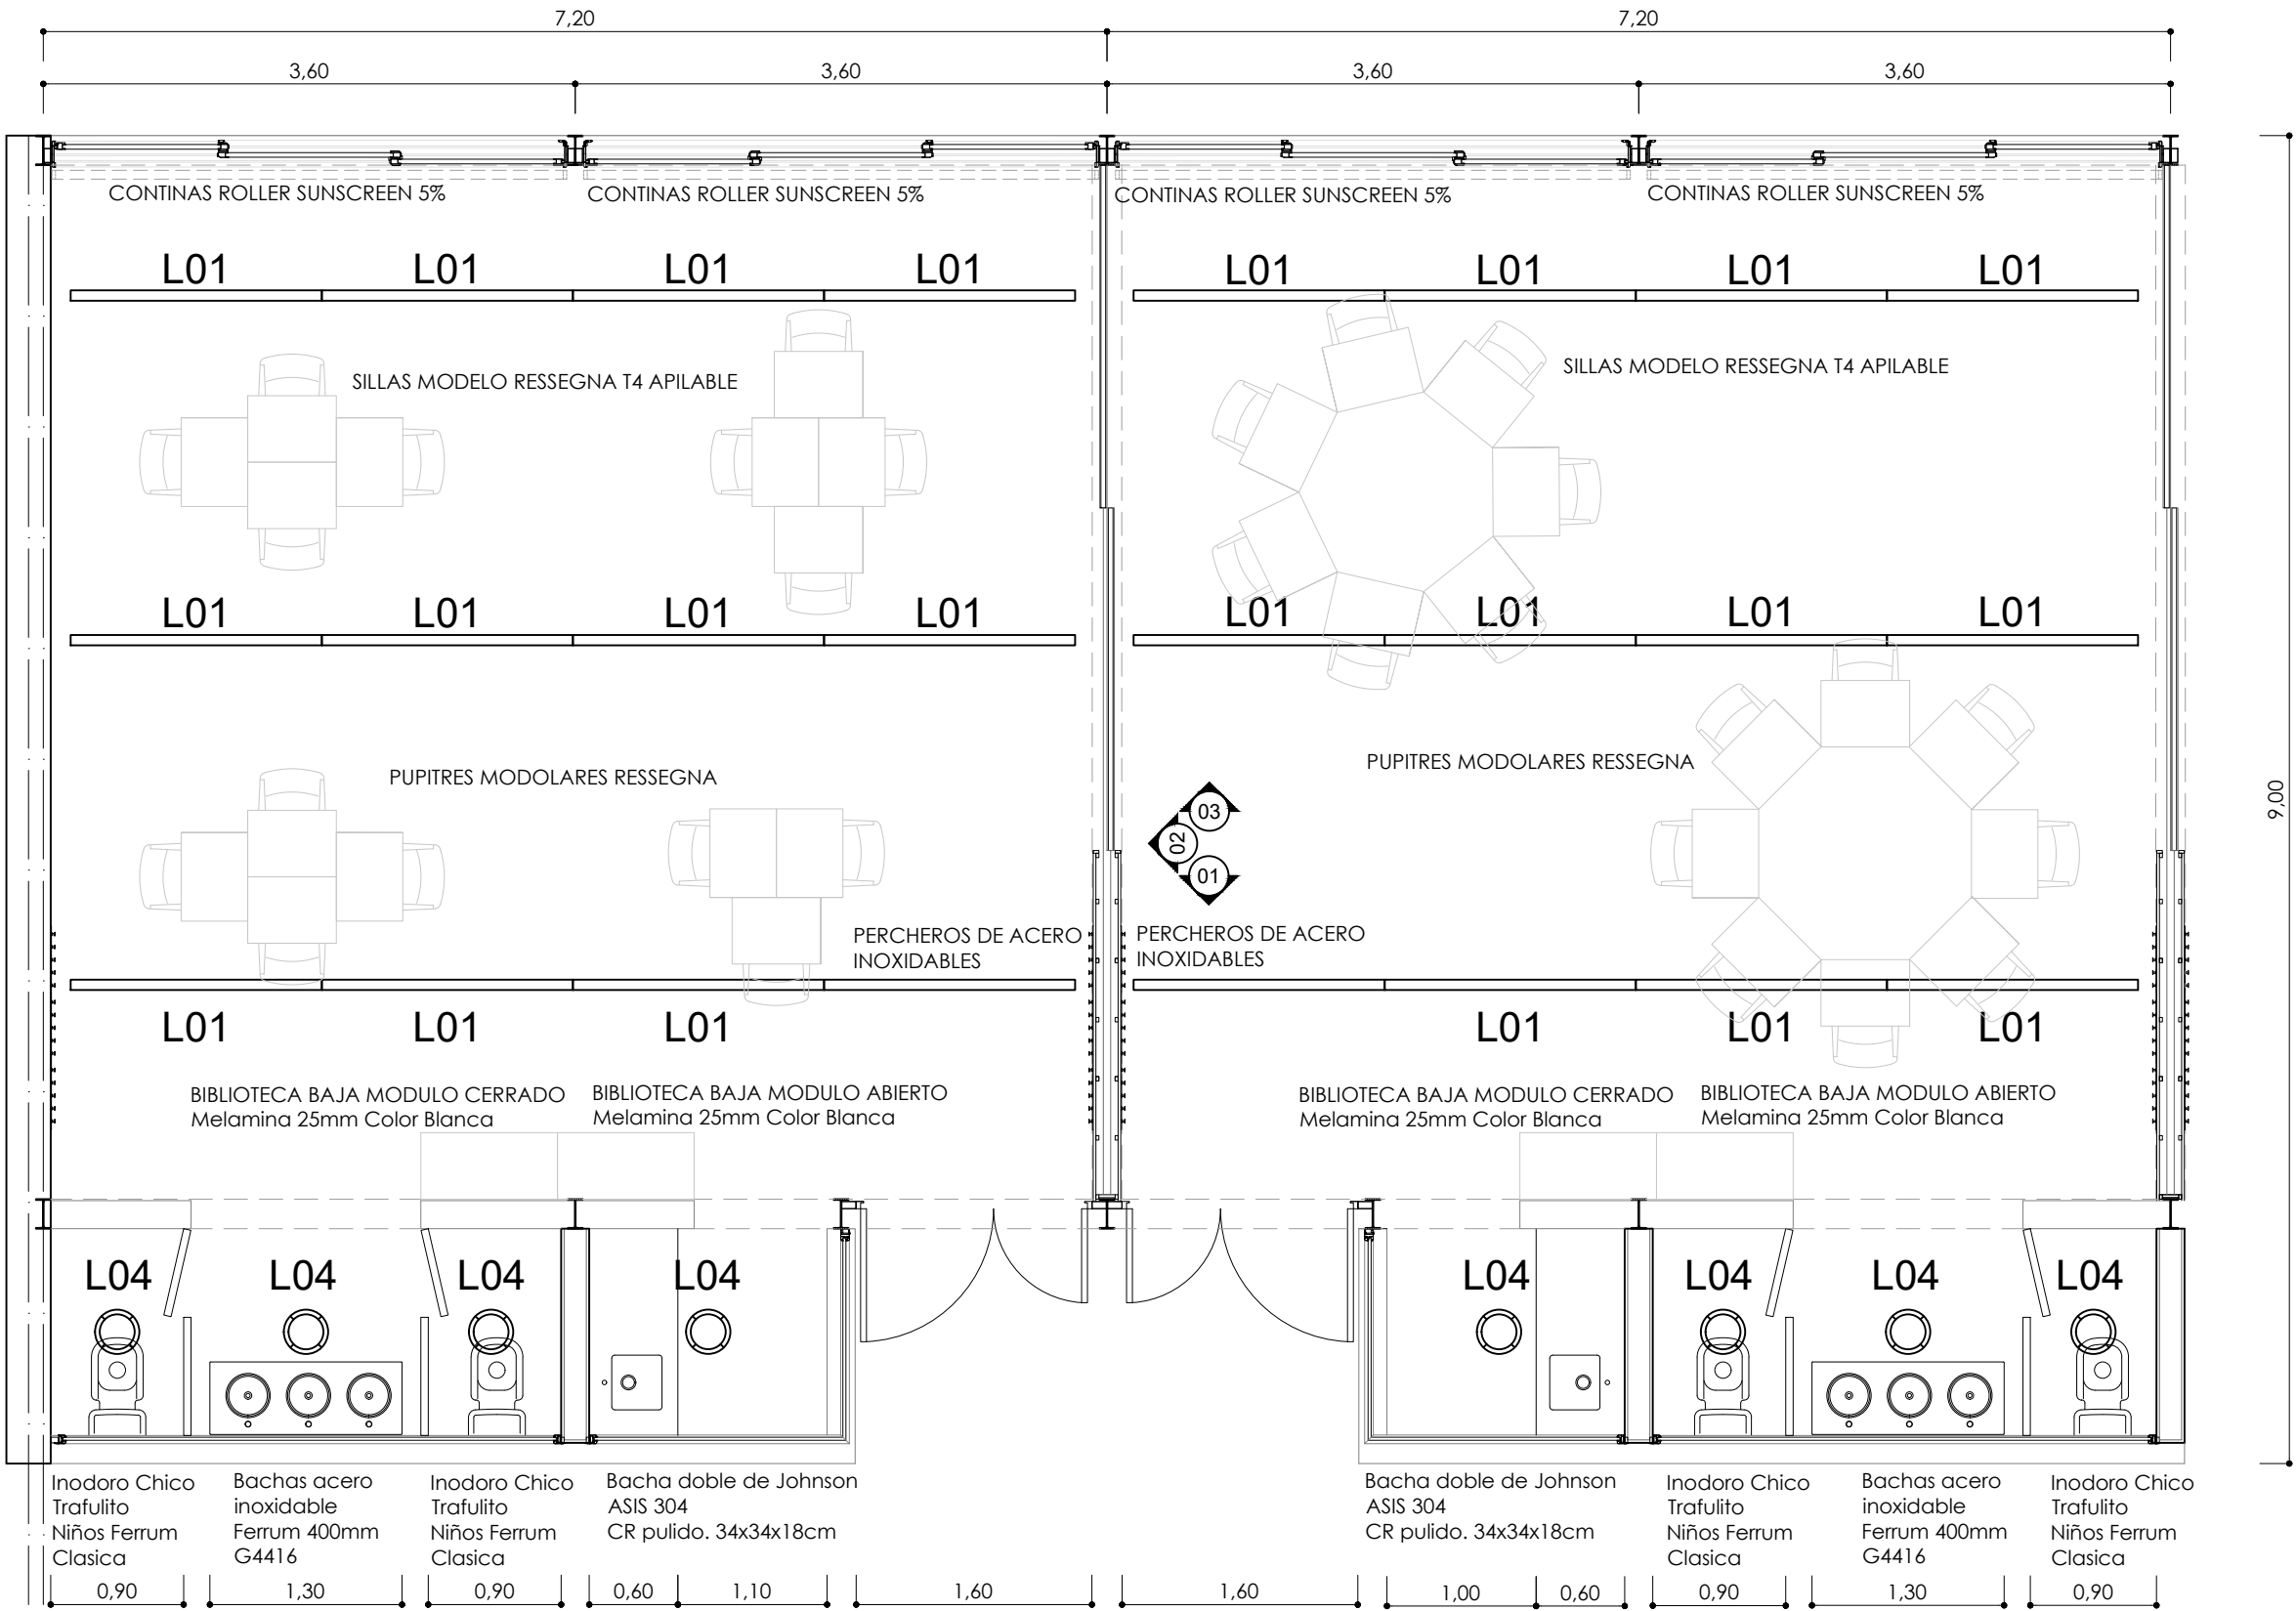 7,20
7,20
3,60
3,60
3,60
3,60
CONTINAS ROLLER SUNSCREEN 5%
CONTINAS ROLLER SUNSCREEN 5%
CONTINAS ROLLER SUNSCREEN 5%
CONTINAS ROLLER SUNSCREEN 5%
L01
L01
L01
L01
L01
L01
L01
L01
SILLAS MODELO RESSEGNA T4 APILABLE
SILLAS MODELO RESSEGNA T4 APILABLE
L01
L01
L01
L01
L01
L01
L01
L01
PUPITRES MODOLARES RESSEGNA
PUPITRES MODOLARES RESSEGNA
9,00
03
02
01
PERCHEROS DE ACERO
INOXIDABLES
PERCHEROS DE ACERO
INOXIDABLES
L01
L01
L01
L01
L01
L01
BIBLIOTECA BAJA MODULO CERRADO
Melamina 25mm Color Blanca
BIBLIOTECA BAJA MODULO ABIERTO
Melamina 25mm Color Blanca
BIBLIOTECA BAJA MODULO CERRADO
Melamina 25mm Color Blanca
BIBLIOTECA BAJA MODULO ABIERTO
Melamina 25mm Color Blanca
L04
L04
L04
L04
L04
L04
L04
L04
Inodoro Chico
Trafulito
Niños Ferrum
Clasica
Bachas acero
inoxidable
Ferrum 400mm
G4416
Inodoro Chico
Trafulito
Niños Ferrum
Clasica
Bacha doble de Johnson
ASIS 304
CR pulido. 34x34x18cm
Bacha doble de Johnson
ASIS 304
CR pulido. 34x34x18cm
Inodoro Chico
Trafulito
Niños Ferrum
Clasica
Bachas acero
inoxidable
Ferrum 400mm
G4416
Inodoro Chico
Trafulito
Niños Ferrum
Clasica
0,90
1,30
0,90
0,60
1,10
1,60
1,60
1,00
0,60
0,90
1,30
0,90